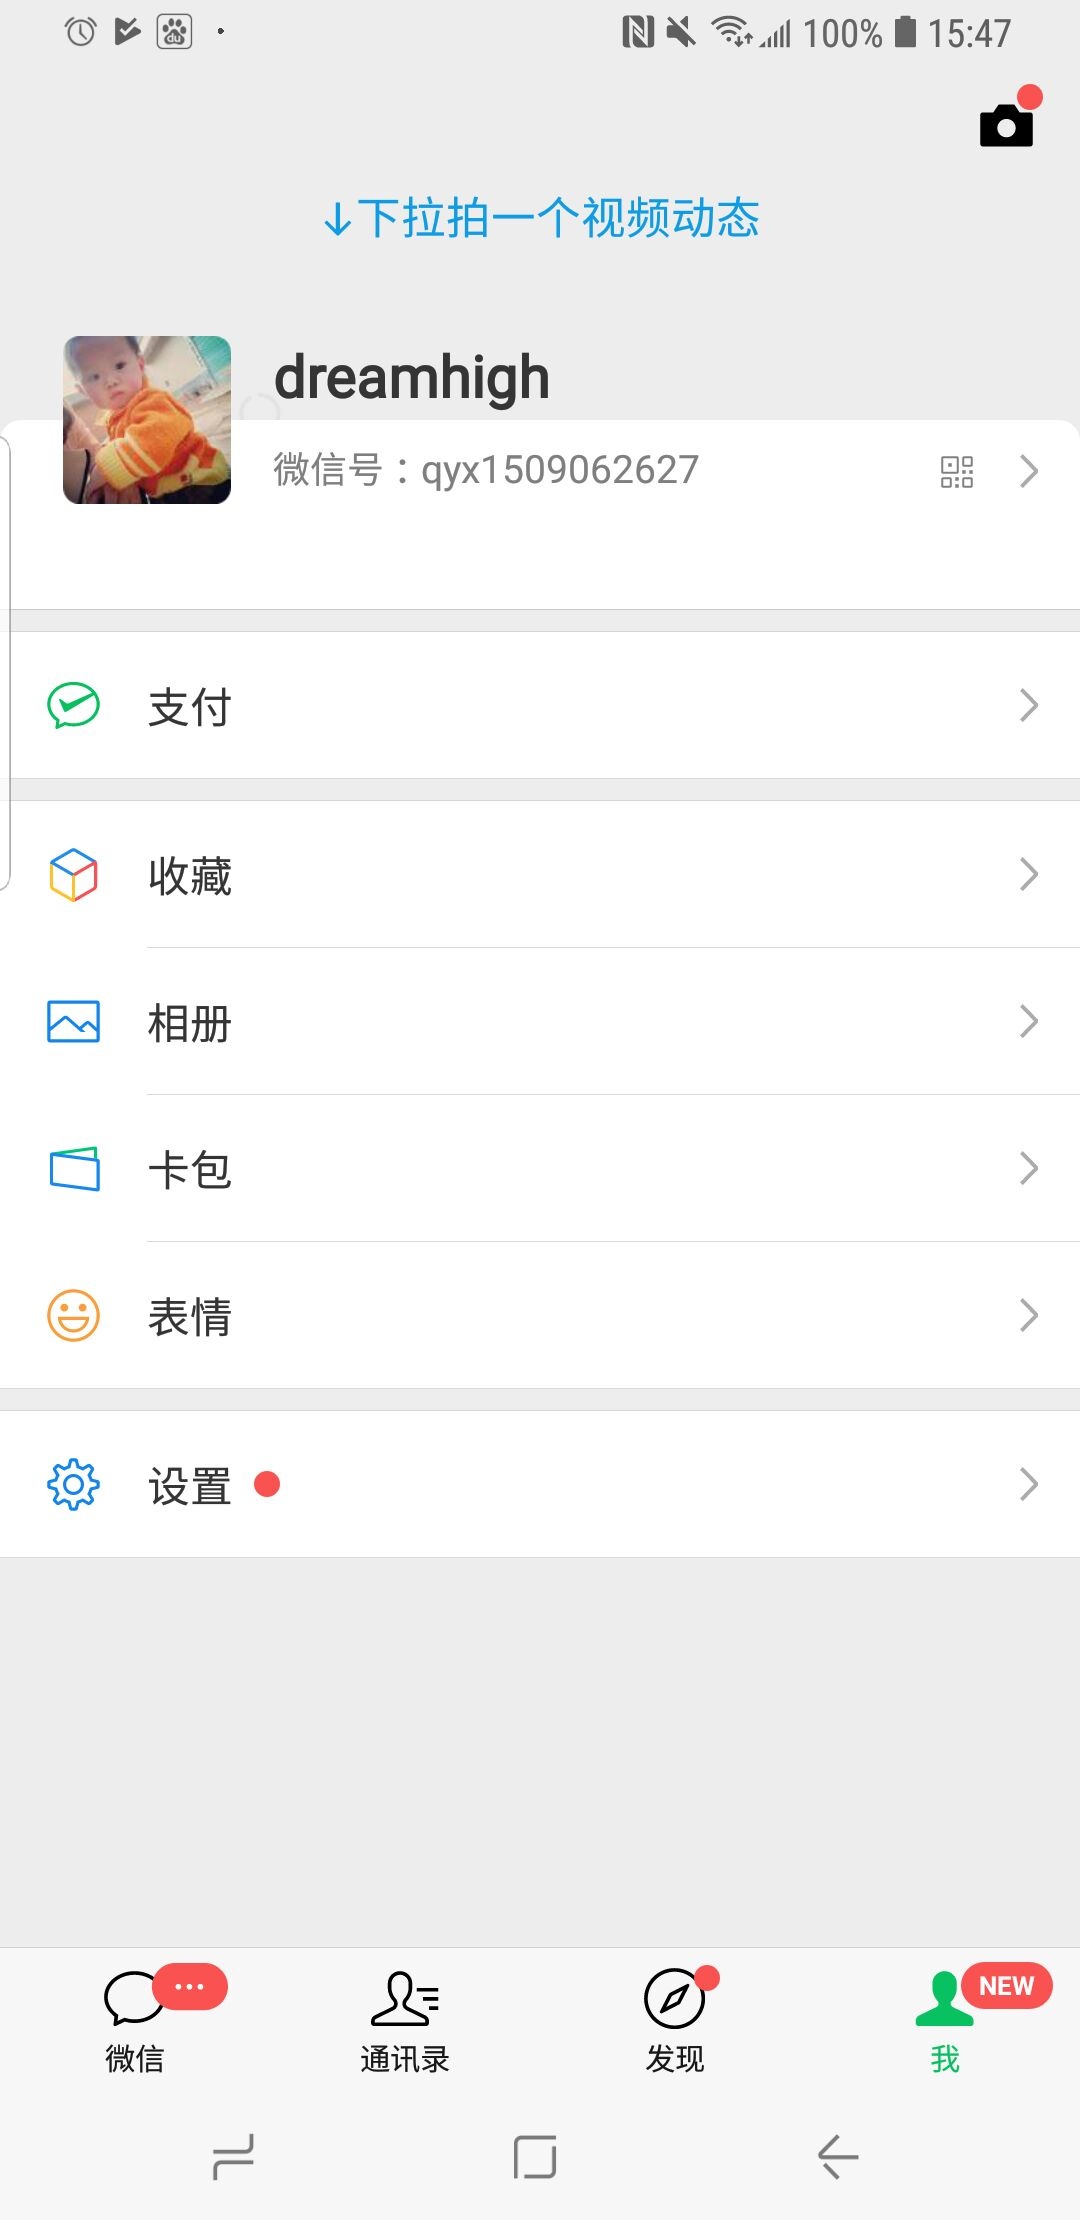 100% 15:47
↓下拉拍一个视频动态
dreamhigh
微信号：qyx1509062627
支付
收藏
相册
卡包
表情
设置
NEW
微信 通讯录 发现 我